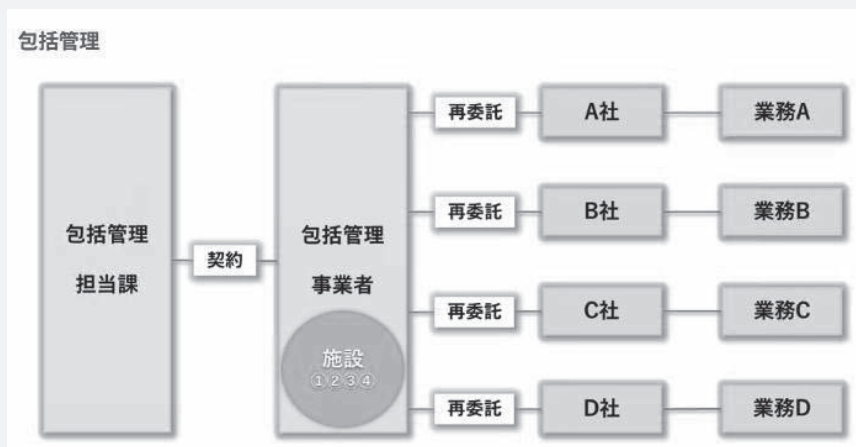 包括管理
包括管理
担当課
契約
包括管理
事業者
施設
①②③④
再委託
A社
業務A
再委託
B社
業務B
再委託
C社
業務C
再委託
D社
業務D